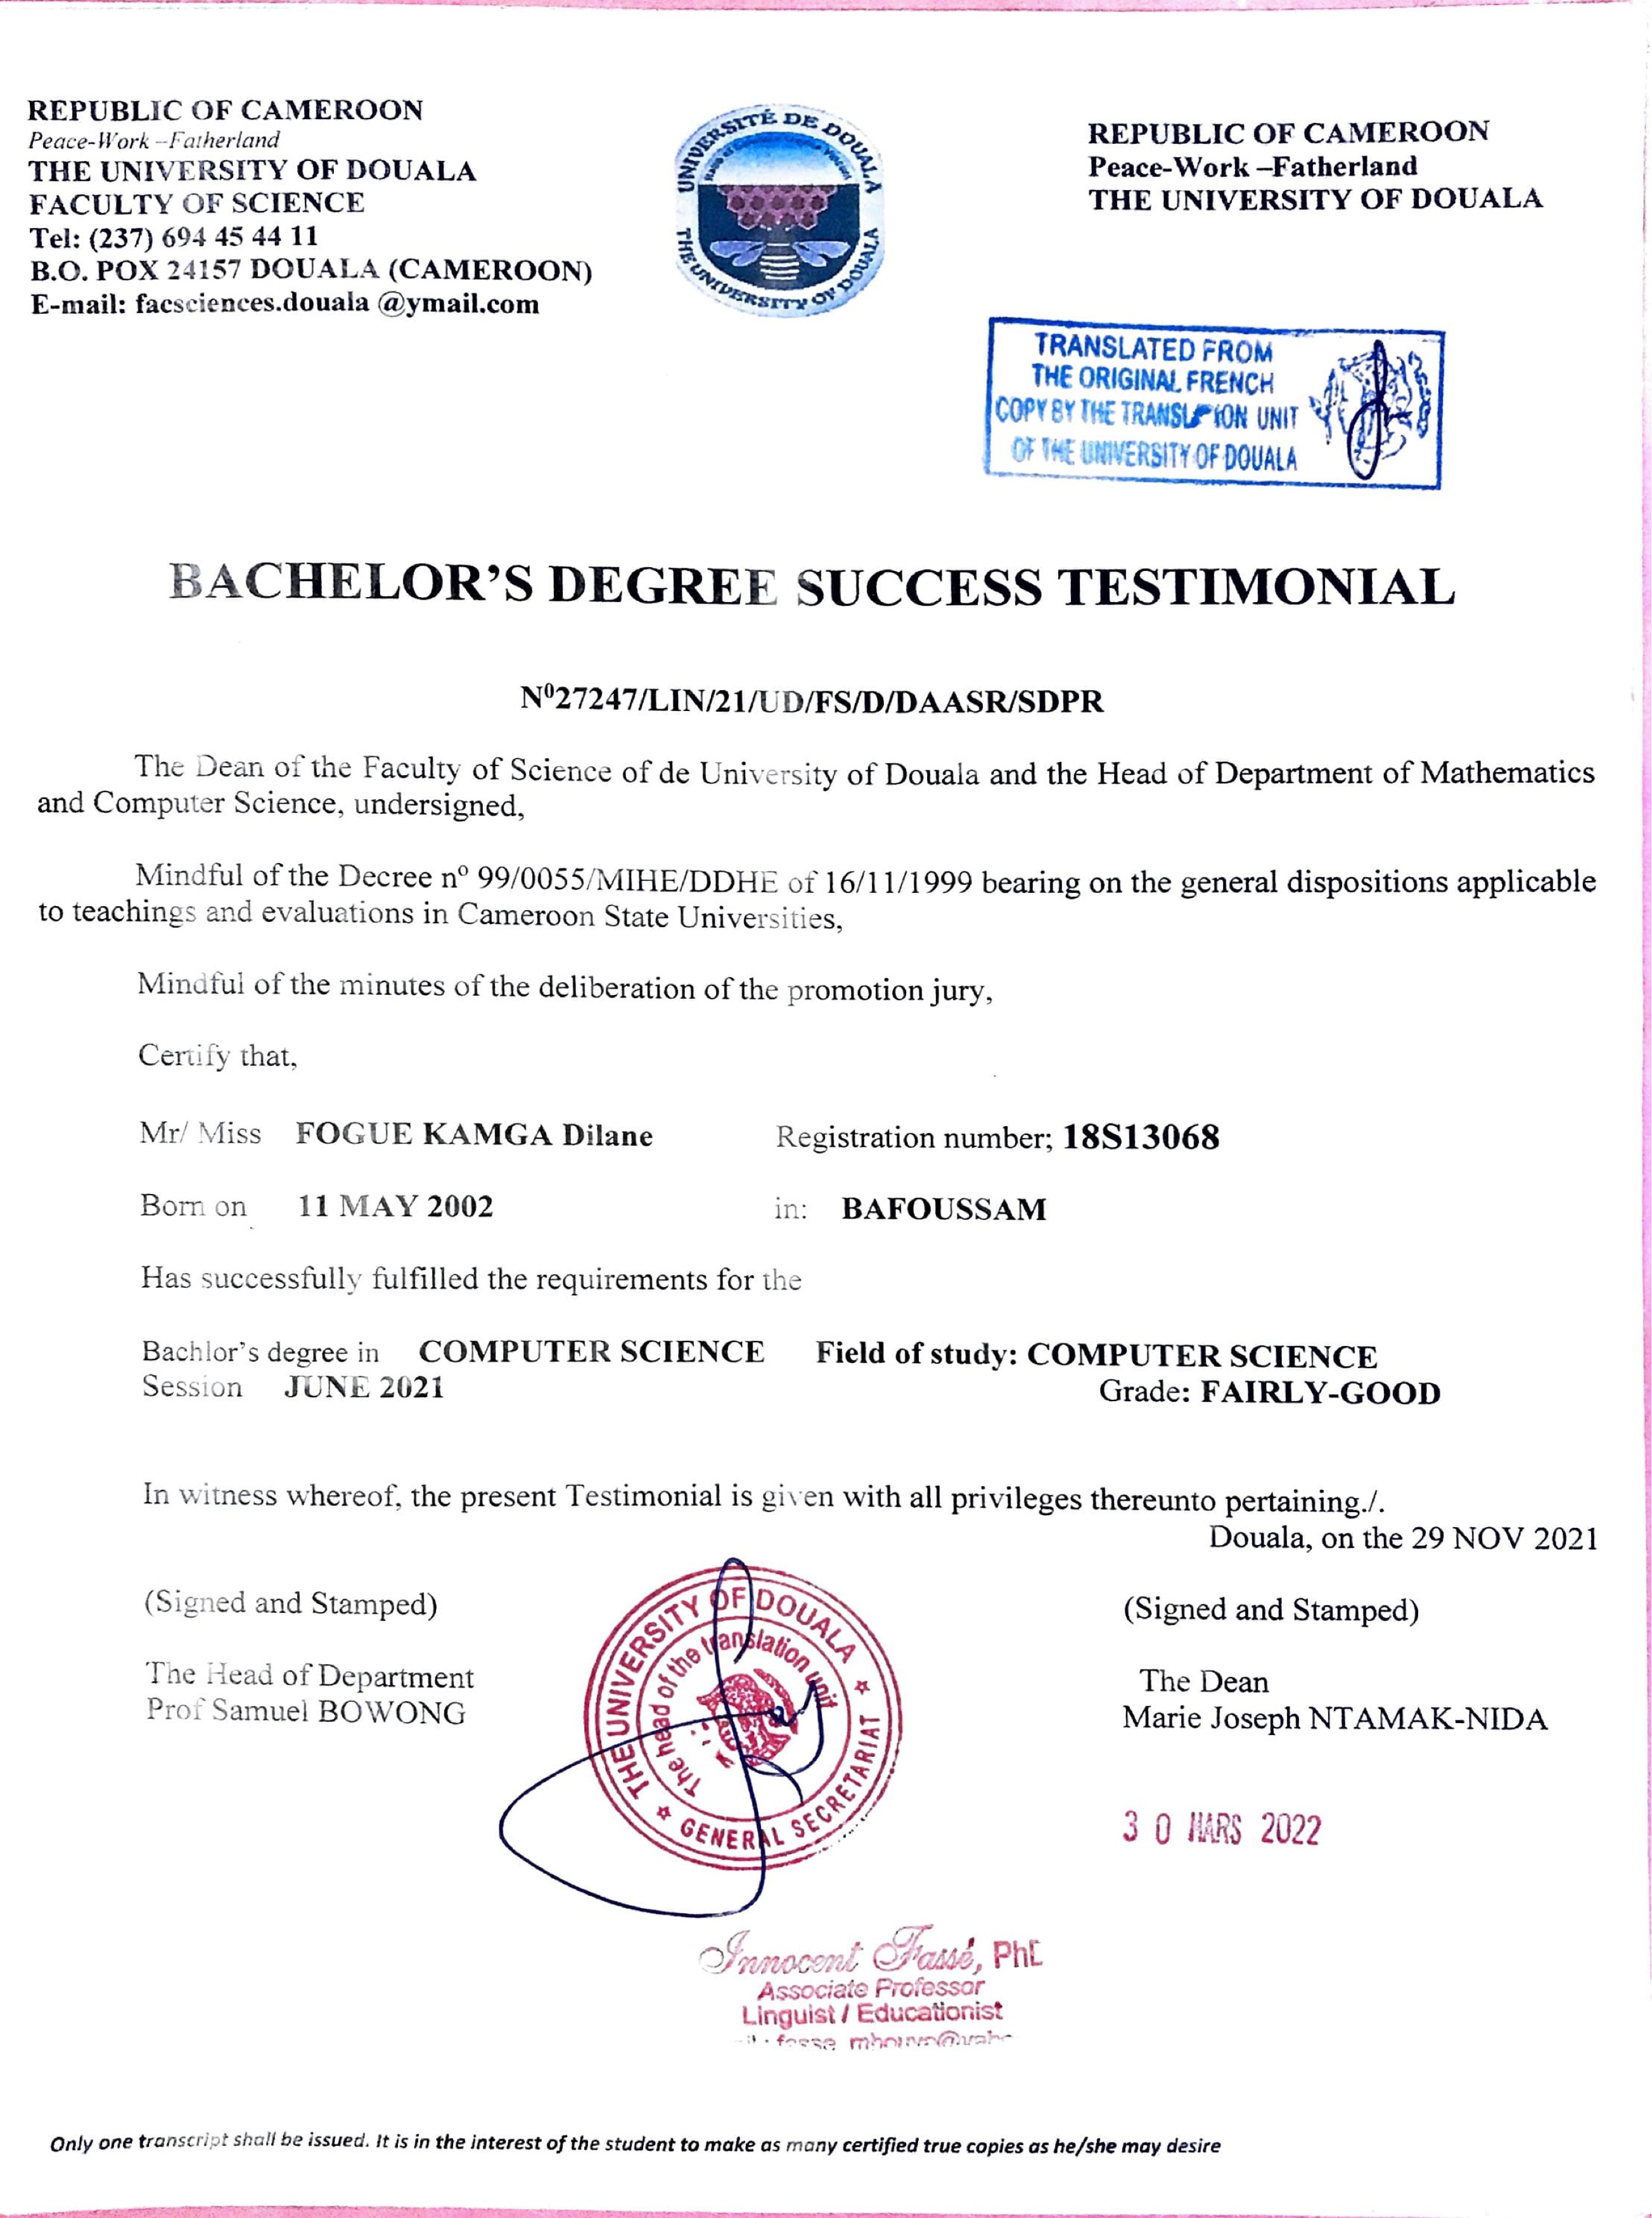 REPUBLIC OF CAMEROON
Peace-Work –Fatherland
THE UNIVERSITY OF DOUALA
FACULTY OF SCIENCE
Tel: (237) 694 45 44 11
B.O. POX 24157 DOUALA (CAMEROON)
E-mail: facsciences.douala @ymail.com
UNIVERSITÉ DE DOUALA
THE UNIVERSITY OF DOUALA
REPUBLIC OF CAMEROON
Peace-Work –Fatherland
THE UNIVERSITY OF DOUALA
TRANSLATED FROM
THE ORIGINAL FRENCH
COPY BY THE TRANSLATION UNIT
OF THE UNIVERSITY OF DOUALA
BACHELOR'S DEGREE SUCCESS TESTIMONIAL
N⁰27247/LIN/21/UD/FS/D/DAASR/SDPR
The Dean of the Faculty of Science of de University of Douala and the Head of Department of Mathematics
and Computer Science, undersigned,
Mindful of the Decree nº 99/0055/MIHE/DDHE of 16/11/1999 bearing on the general dispositions applicable
to teachings and evaluations in Cameroon State Universities,
Mindful of the minutes of the deliberation of the promotion jury,
Certify that,
Mr/ Miss FOGUE KAMGA Dilane Registration number; 18S13068
Born on 11 MAY 2002 in: BAFOUSSAM
Has successfully fulfilled the requirements for the
Bachlor's degree in COMPUTER SCIENCE Field of study: COMPUTER SCIENCE
Session JUNE 2021 Grade: FAIRLY-GOOD
In witness whereof, the present Testimonial is given with all privileges thereunto pertaining./.
Douala, on the 29 NOV 2021
(Signed and Stamped) (Signed and Stamped)
The Head of Department The Dean
Prof Samuel BOWONG Marie Joseph NTAMAK-NIDA
THE UNIVERSITY OF DOUALA
The head of the translation unit
GENERAL SECRETARIAT
30 MARS 2022
Innocent Fassé, PhD
Associate Professor
Linguist / Educationist
Only one transcript shall be issued. It is in the interest of the student to make as many certified true copies as he/she may desire